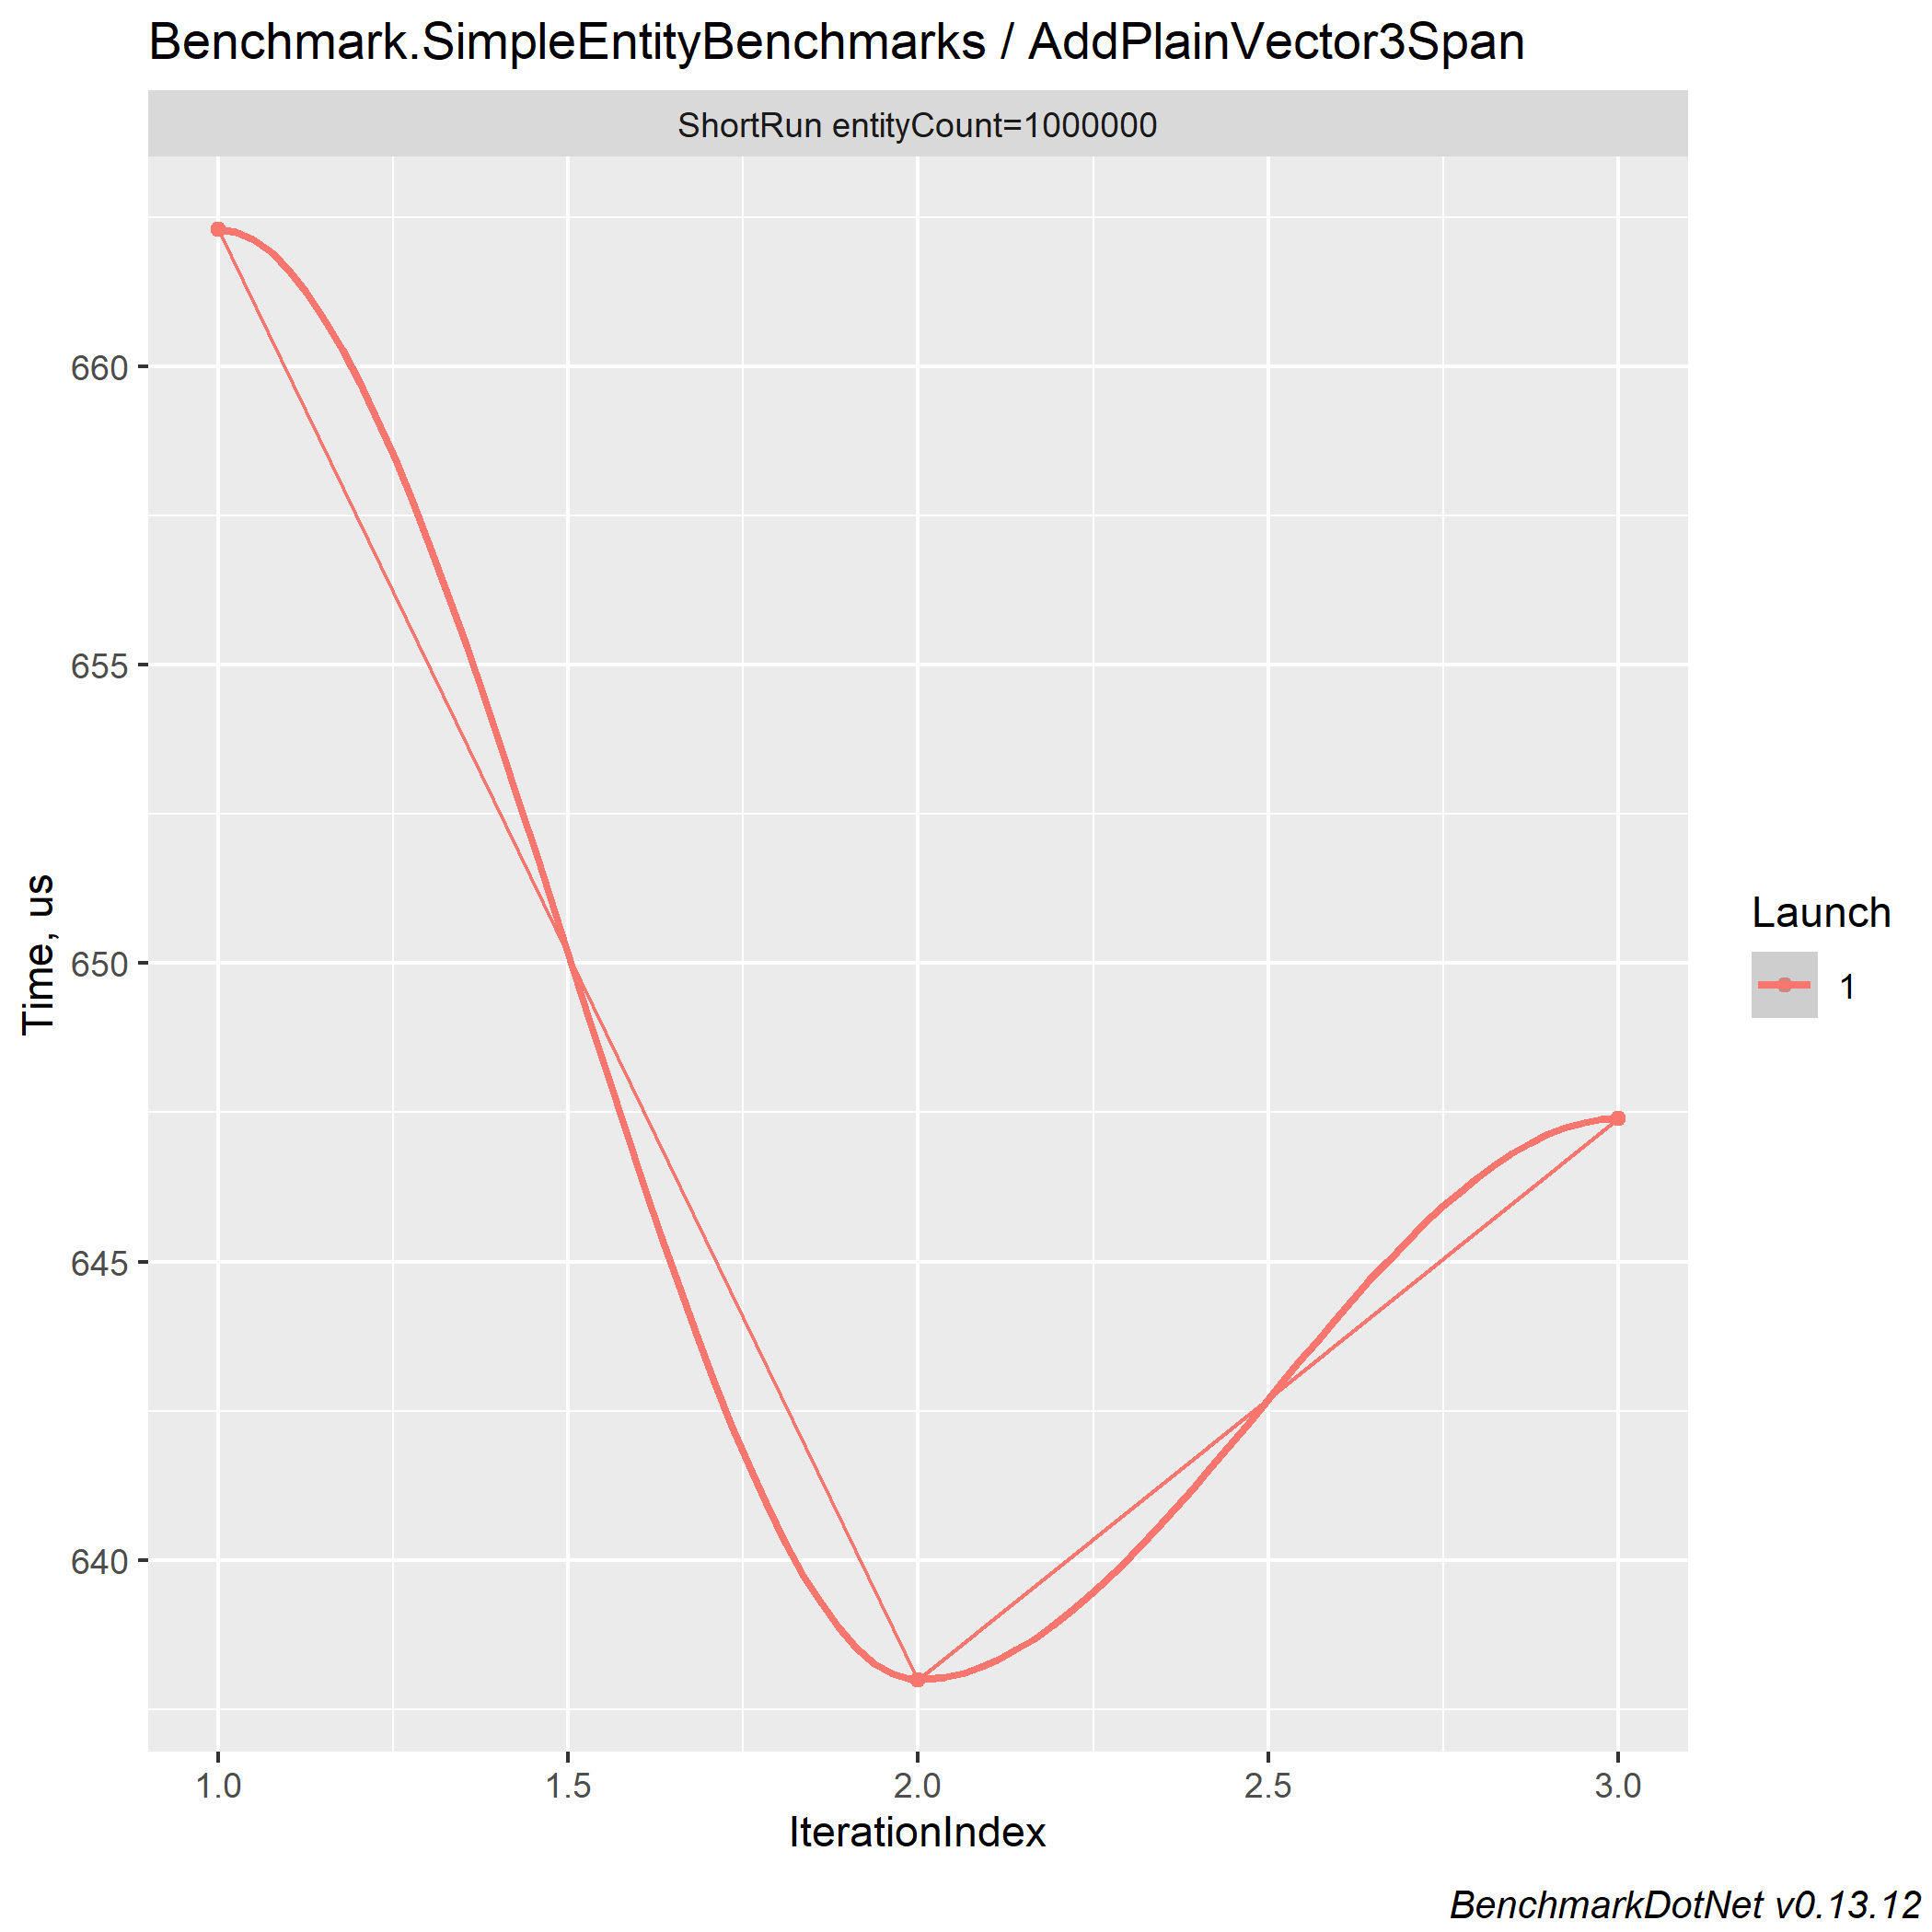 Benchmark.SimpleEntityBenchmarks / AddPlainVector3Span
ShortRun entityCount=1000000
660
655
650
645
640
Time, us
1.0 1.5 2.0 2.5 3.0
IterationIndex
Launch
1
BenchmarkDotNet v0.13.12